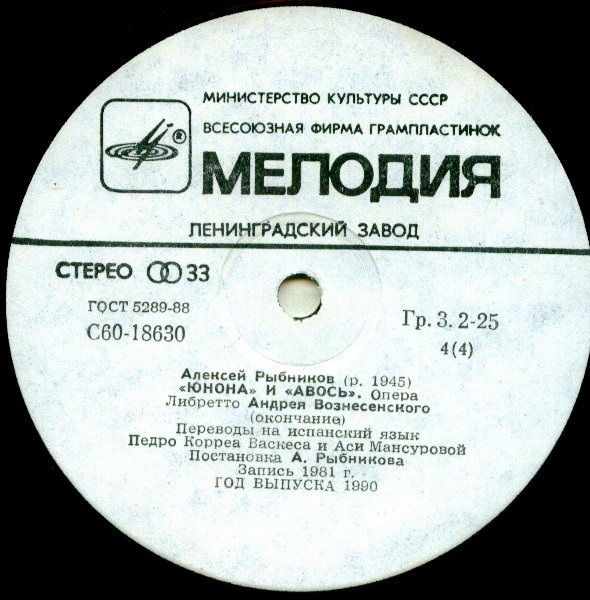 МИНИСТЕРСТВО КУЛЬТУРЫ СССР
ВСЕСОЮЗНАЯ ФИРМА ГРАМПЛАСТИНОК
®
МЕЛОДИЯ
ЛЕНИНГРАДСКИЙ ЗАВОД
СТЕРЕО 33
ГОСТ 5289-88
С60-18630
Гр. 3. 2-25
4(4)
Алексей Рыбников (р. 1945)
«ЮНОНА» И «АВОСЬ». Опера
Либретто Андрея Вознесенского
(окончание)
Переводы на испанский язык
Педро Корреа Васкеса и Аси Мансуровой
Постановка А. Рыбникова
Запись 1981 г.
ГОД ВЫПУСКА 1990